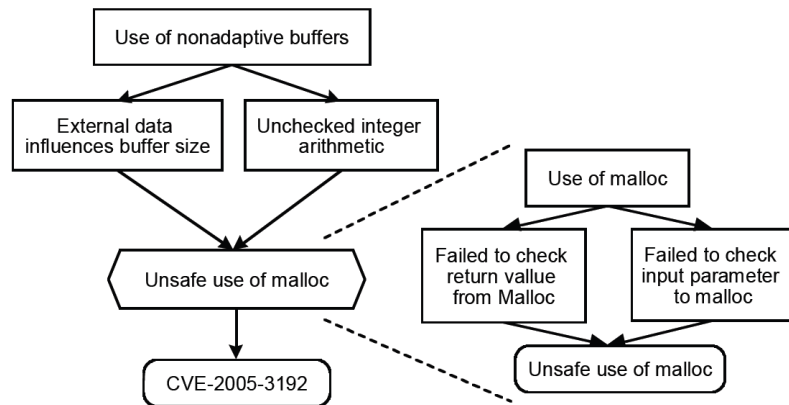 Use of nonadaptive buffers
External data
influences buffer size
Unchecked integer
arithmetic
Unsafe use of malloc
CVE-2005-3192
Use of malloc
Failed to check
return vallue
from Malloc
Failed to check
input parameter
to malloc
Unsafe use of malloc